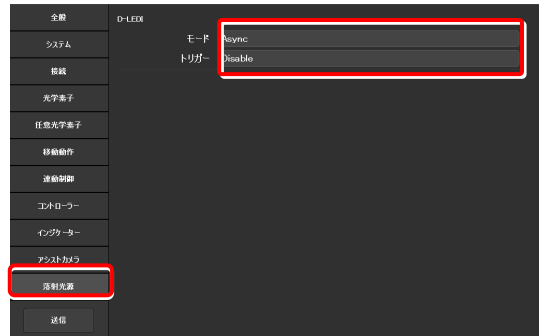 全般
システム
接続
光学素子
任意光学素子
移動動作
連動制御
コントローラー
インジケーター
アシストカメラ
落射光源
送信
D-LEDI
モード Async
トリガー Disable